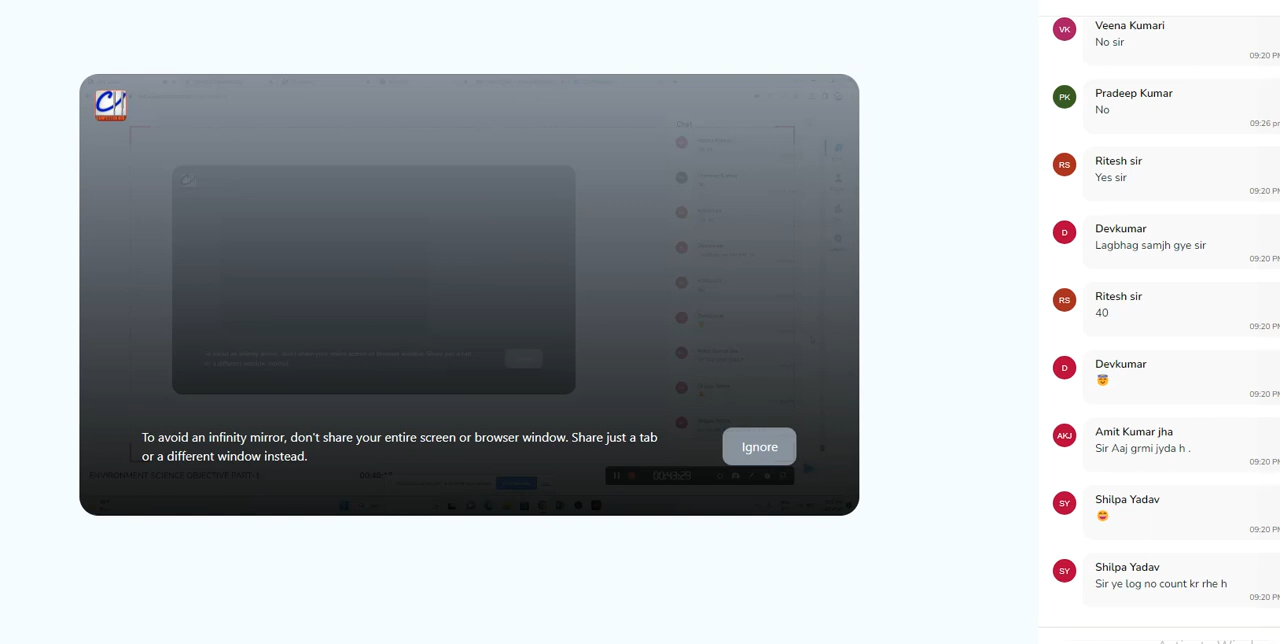 To avoid an infinity mirror, don't share your entire screen or browser window. Share just a tab
or a different window instead.
Ignore
ENVIRONMENT SCIENCE OBJECTIVE PART- 1
Chat
VK
Veena Kumari
No sir
09:20 PM
PK
Pradeep Kumar
No
09:26 pm
RS
Ritesh sir
Yes sir
09:20 PM
D
Devkumar
Lagbhag samjh gye sir
09:20 PM
RS
Ritesh sir
40
09:20 PM
D
Devkumar
😇
09:20 PM
AKJ
Amit Kumar jha
Sir Aaj grmi jyda h .
09:20 PM
SY
Shilpa Yadav
😄
09:20 PM
SY
Shilpa Yadav
Sir ye log no count kr rhe h
09:20 PM